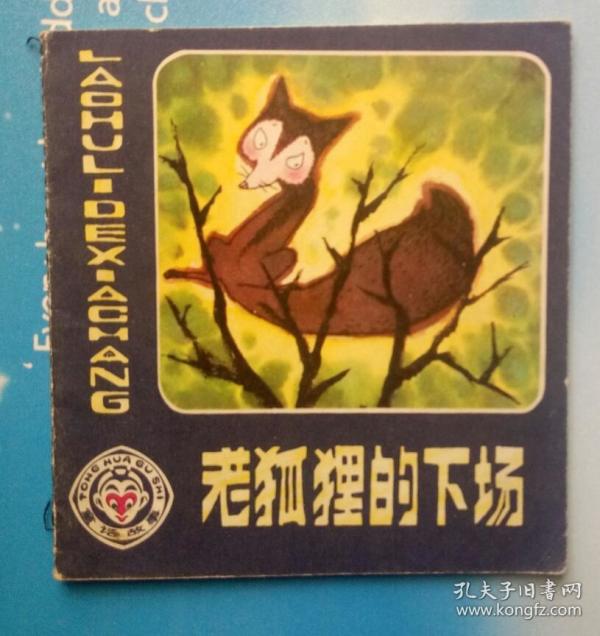 LAOHULIDEXIACHANG
老狐狸的下场
TONG HUA GU SHI
童话故事
孔夫子旧书网
www.kongfz.com